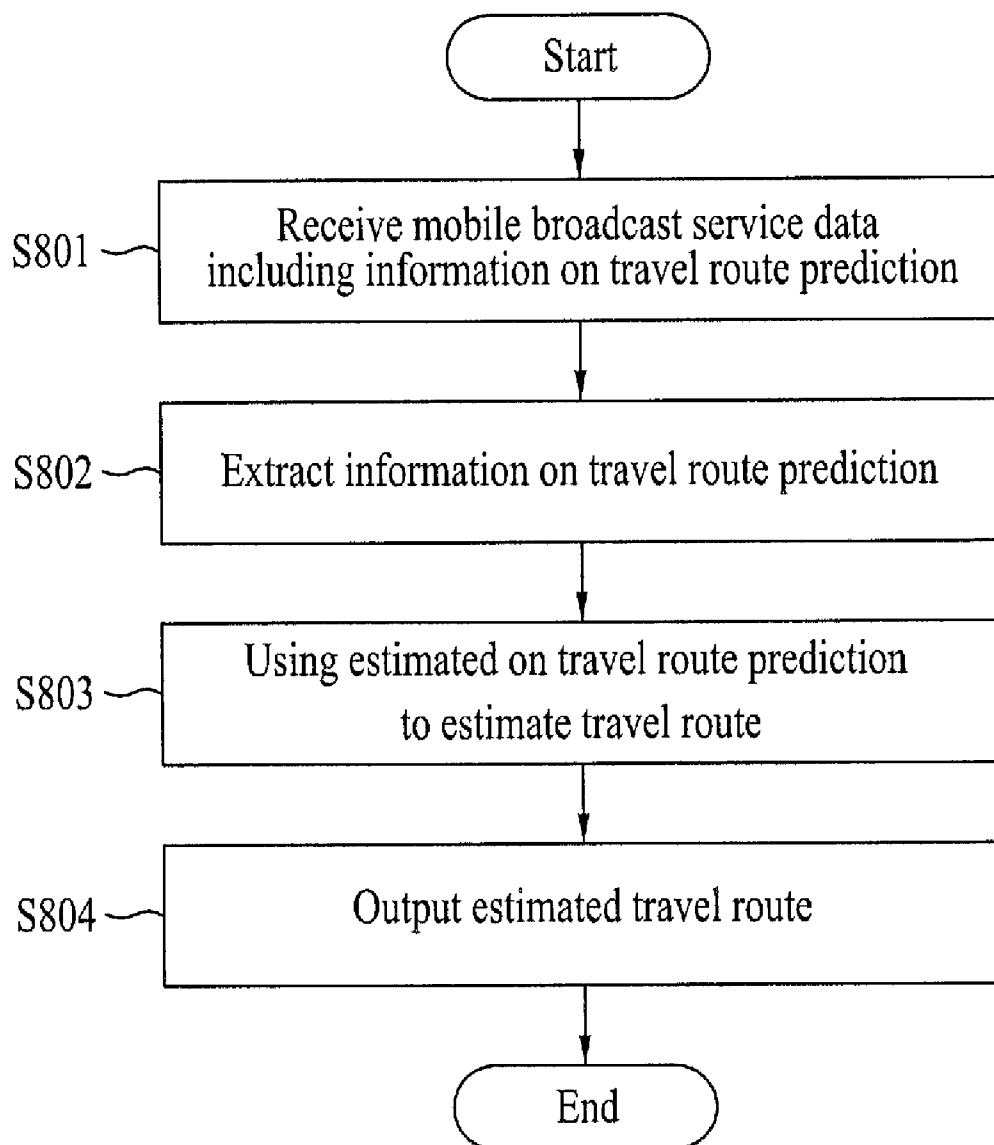 Start
S801
Receive mobile broadcast service data
including information on travel route prediction
S802
Extract information on travel route prediction
S803
Using estimated on travel route prediction
to estimate travel route
S804
Output estimated travel route
End